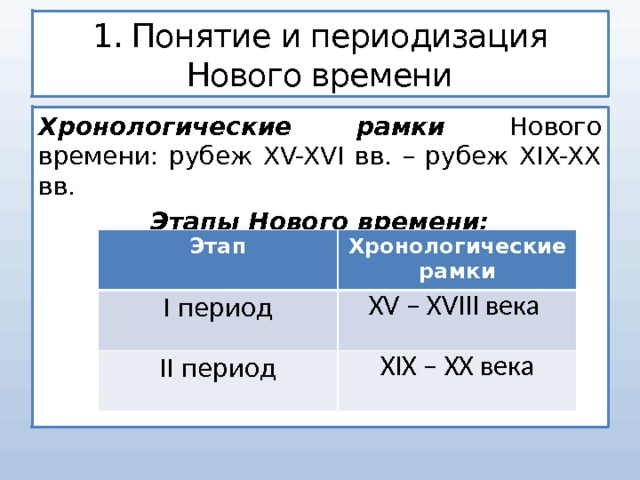 1. Понятие и периодизация
Нового времени
Хронологические рамки Нового
времени: рубеж XV-XVI вв. – рубеж XIX-XX
вв.
Этапы Нового времени:
Этап
Хронологические
рамки
I период
XV – XVIII века
II период
XIX – XX века